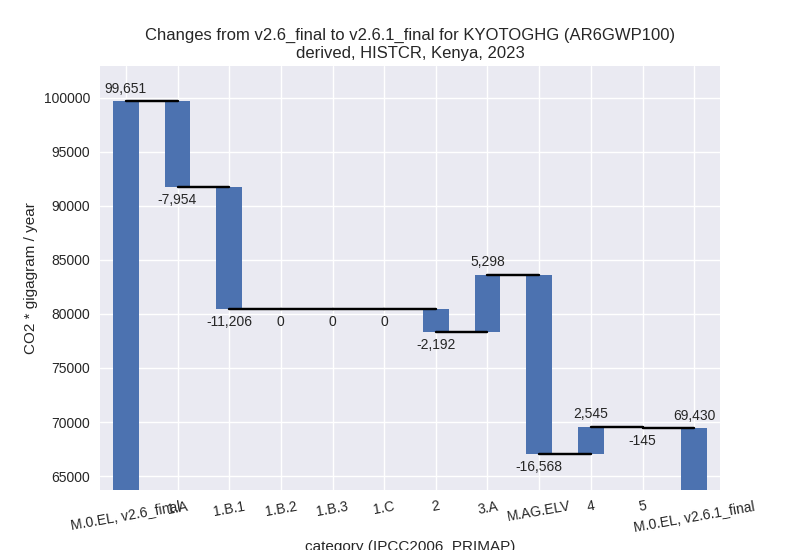 Changes from v2.6_final to v2.6.1_final for KYOTOGHG (AR6GWP100)
derived, HISTCR, Kenya, 2023
CO2 * gigagram / year
100000
95000
90000
85000
80000
75000
70000
65000
99,651
-7,954
-11,206
0
0
0
-2,192
5,298
-16,568
2,545
-145
69,430
M.0.EL, v2.6_final
1.A
1.B.1
1.B.2
1.B.3
1.C
2
3.A
M.AG.ELV
4
5
M.0.EL, v2.6.1_final
category (IPCC2006_PRIMAP)